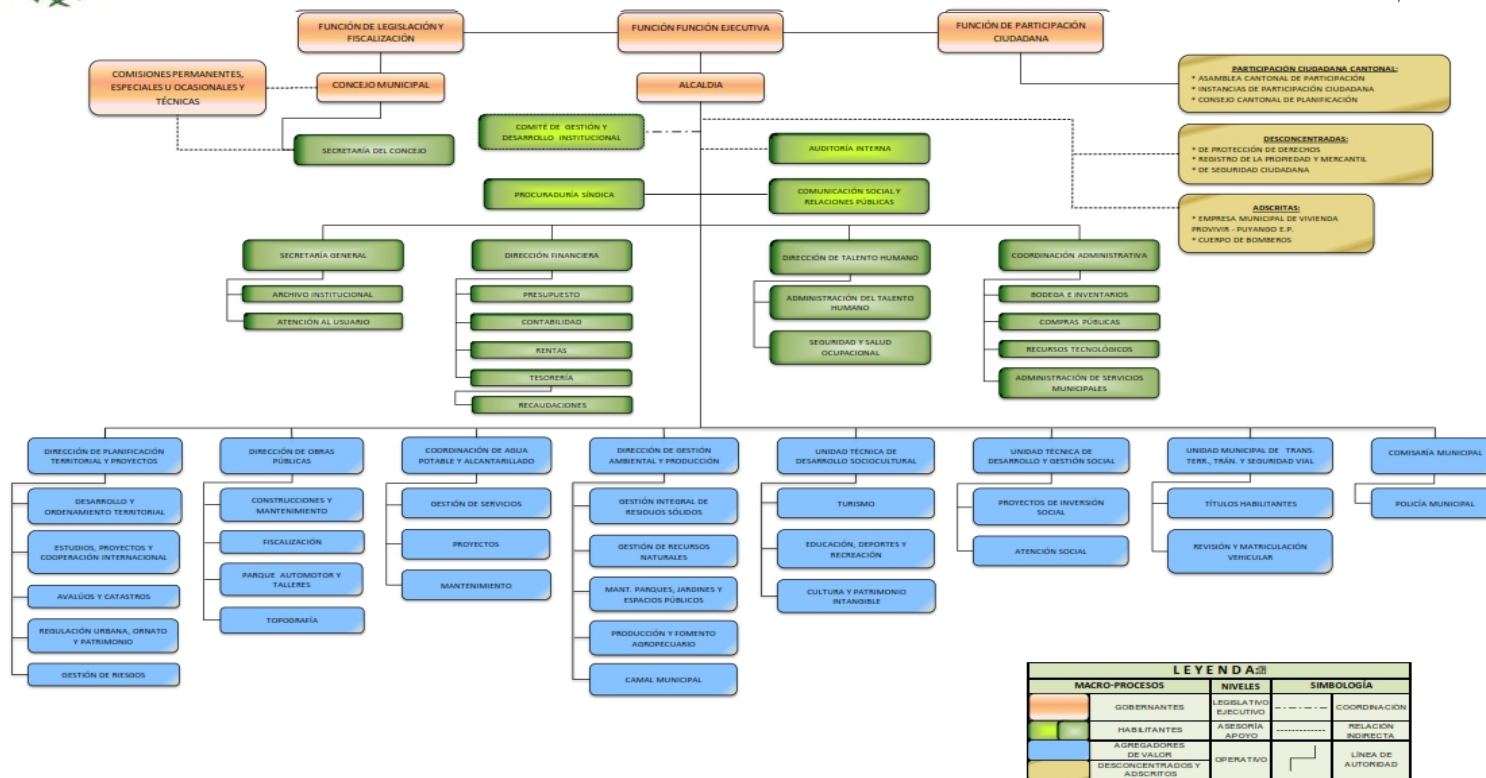 FUNCIÓN DE LEGISLACIÓN Y
FISCALIZACIÓN
FUNCIÓN FUNCIÓN EJECUTIVA
FUNCIÓN DE PARTICIPACIÓN
CIUDADANA
COMISIONES PERMANENTES,
ESPECIALES U OCASIONALES Y
TÉCNICAS
CONCEJO MUNICIPAL
ALCALDIA
PARTICIPACIÓN CIUDADANA CANTONAL:
* ASAMBLEA CANTONAL DE PARTICIPACIÓN
* INSTANCIAS DE PARTICIPACIÓN CIUDADANA
* CONSEJO CANTONAL DE PLANIFICACIÓN
COMITÉ DE GESTIÓN Y
DESARROLLO INSTITUCIONAL
SECRETARÍA DEL CONCEJO
AUDITORÍA INTERNA
DESCONCENTRADAS:
* DE PROTECCIÓN DE DERECHOS
* REGISTRO DE LA PROPIEDAD Y MERCANTIL
* DE SEGURIDAD CIUDADANA
PROCURADURÍA SÍNDICA
COMUNICACIÓN SOCIAL Y
RELACIONES PÚBLICAS
ADSCRITAS:
* EMPRESA MUNICIPAL DE VIVIENDA
PROVIVIR - PUYANGO E.P.
* CUERPO DE BOMBEROS
SECRETARÍA GENERAL
ARCHIVO INSTITUCIONAL
ATENCIÓN AL USUARIO
DIRECCIÓN FINANCIERA
PRESUPUESTO
CONTABILIDAD
RENTAS
TESORERÍA
RECAUDACIONES
DIRECCIÓN DE TALENTO HUMANO
ADMINISTRACIÓN DEL TALENTO
HUMANO
SEGURIDAD Y SALUD
OCUPACIONAL
COORDINACIÓN ADMINISTRATIVA
BODEGA E INVENTARIOS
COMPRAS PÚBLICAS
RECURSOS TECNOLÓGICOS
ADMINISTRACIÓN DE SERVICIOS
MUNICIPALES
DIRECCIÓN DE PLANIFICACIÓN
TERRITORIAL Y PROYECTOS
DESARROLLO Y
ORDENAMIENTO TERRITORIAL
ESTUDIOS, PROYECTOS Y
COOPERACIÓN INTERNACIONAL
AVALÚOS Y CATASTROS
REGULACIÓN URBANA, ORNATO
Y PATRIMONIO
GESTIÓN DE RIESGOS
DIRECCIÓN DE OBRAS
PÚBLICAS
CONSTRUCCIONES Y
MANTENIMIENTO
FISCALIZACIÓN
PARQUE AUTOMOTOR Y
TALLERES
TOPOGRAFÍA
COORDINACIÓN DE AGUA
POTABLE Y ALCANTARILLADO
GESTIÓN DE SERVICIOS
PROYECTOS
MANTENIMIENTO
DIRECCIÓN DE GESTIÓN
AMBIENTAL Y PRODUCCIÓN
GESTIÓN INTEGRAL DE
RESIDUOS SÓLIDOS
GESTIÓN DE RECURSOS
NATURALES
MANT. PARQUES, JARDINES Y
ESPACIOS PÚBLICOS
PRODUCCIÓN Y FOMENTO
AGROPECUARIO
CAMAL MUNICIPAL
UNIDAD TÉCNICA DE
DESARROLLO SOCIOCULTURAL
TURISMO
EDUCACIÓN, DEPORTES Y
RECREACIÓN
CULTURA Y PATRIMONIO
INTANGIBLE
UNIDAD TÉCNICA DE
DESARROLLO Y GESTIÓN SOCIAL
PROYECTOS DE INVERSIÓN
SOCIAL
ATENCIÓN SOCIAL
UNIDAD MUNICIPAL DE TRANS.
TERR., TRÁN. Y SEGURIDAD VIAL
TÍTULOS HABILITANTES
REVISIÓN Y MATRICULACIÓN
VEHICULAR
COMISARÍA MUNICIPAL
POLICÍA MUNICIPAL
LEYENDA:
MACRO-PROCESOS NIVELES SIMBOLOGÍA
GOBERNANTES LEGISLATIVO EJECUTIVO COORDINACIÓN
HABILITANTES ASESORÍA APOYO RELACIÓN INDIRECTA
AGREGADORES DE VALOR OPERATIVO LÍNEA DE AUTORIDAD
DESCONCENTRADOS Y ADSCRITOS